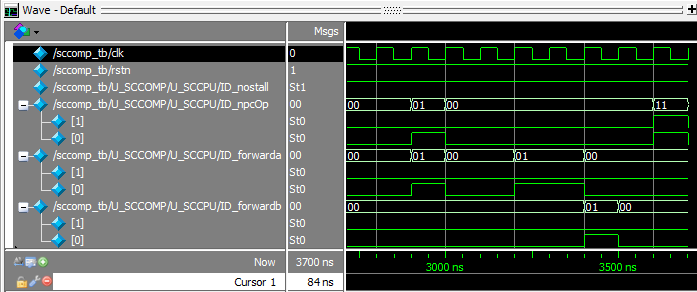 Wave - Default
Msgs
/sccomp_tb/clk 0
/sccomp_tb/rstn 1
/sccomp_tb/U_SCCOMP/U_SCCPU/ID_nostall St1
/sccomp_tb/U_SCCOMP/U_SCCPU/ID_npcOp 00 00 01 00 11
[1] St0
[0] St0
/sccomp_tb/U_SCCOMP/U_SCCPU/ID_forwarda 00 00 01 00 01 00
[1] St0
[0] St0
/sccomp_tb/U_SCCOMP/U_SCCPU/ID_forwardb 00 00 01 00
[1] St0
[0] St0
Now 3700 ns 3000 ns 3500 ns
Cursor 1 84 ns